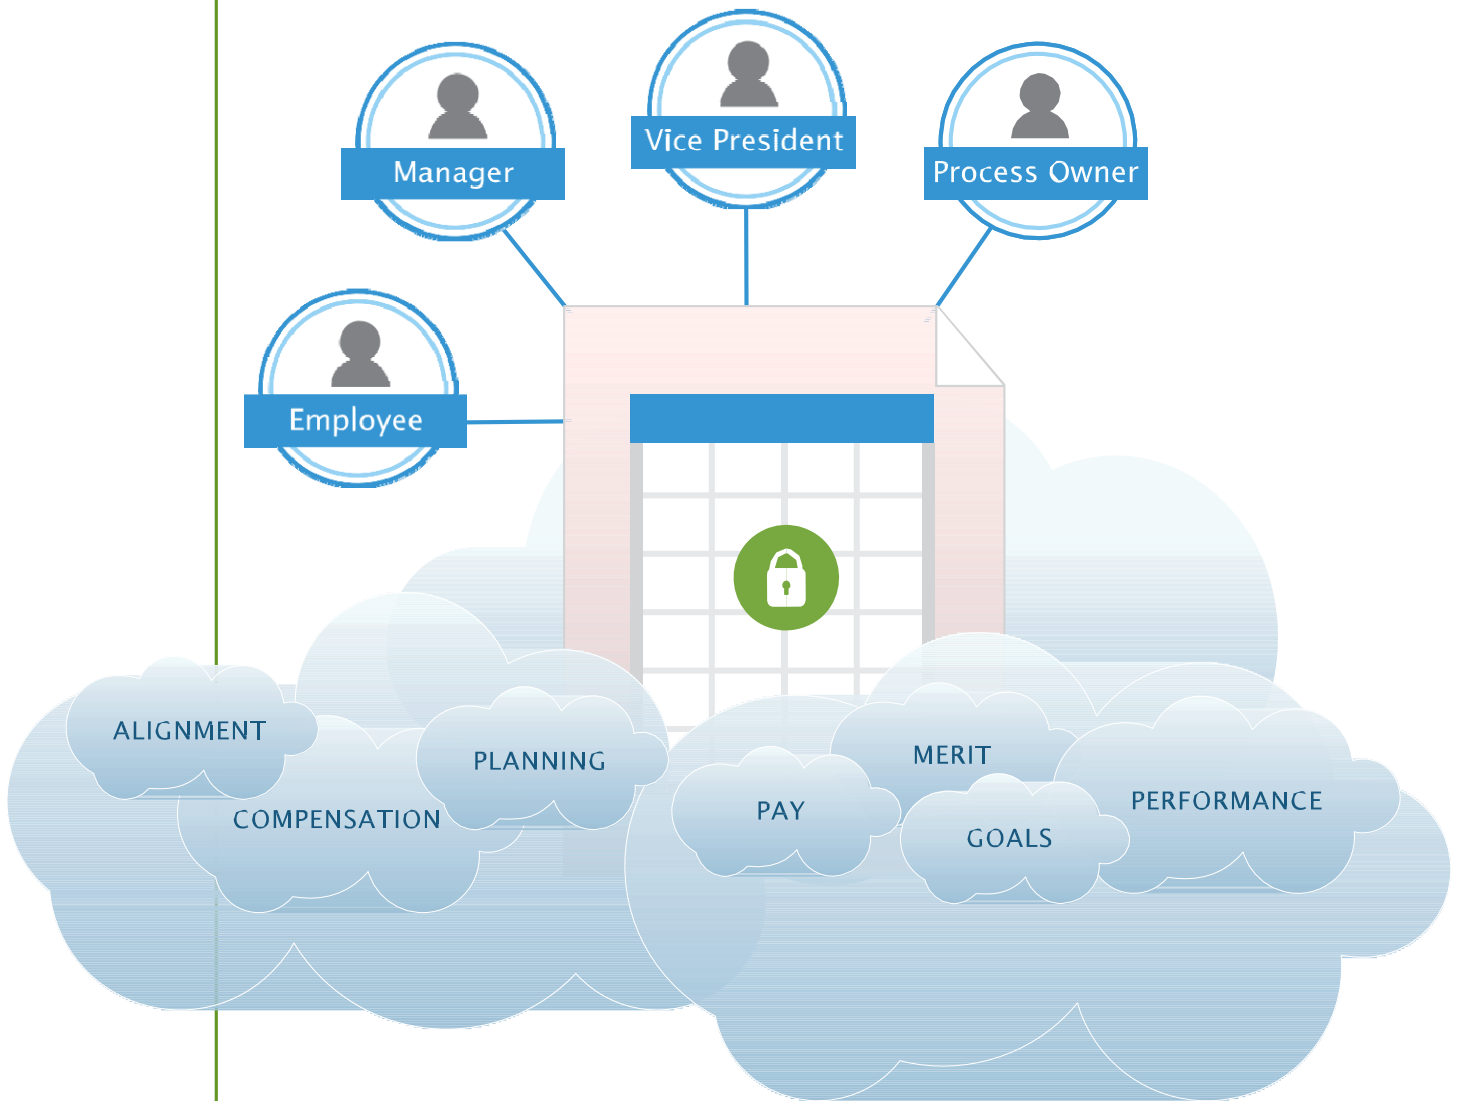 Vice President
Manager
Process Owner
Employee
ALIGNMENT
PLANNING
MERIT
COMPENSATION
PAY
PERFORMANCE
GOALS